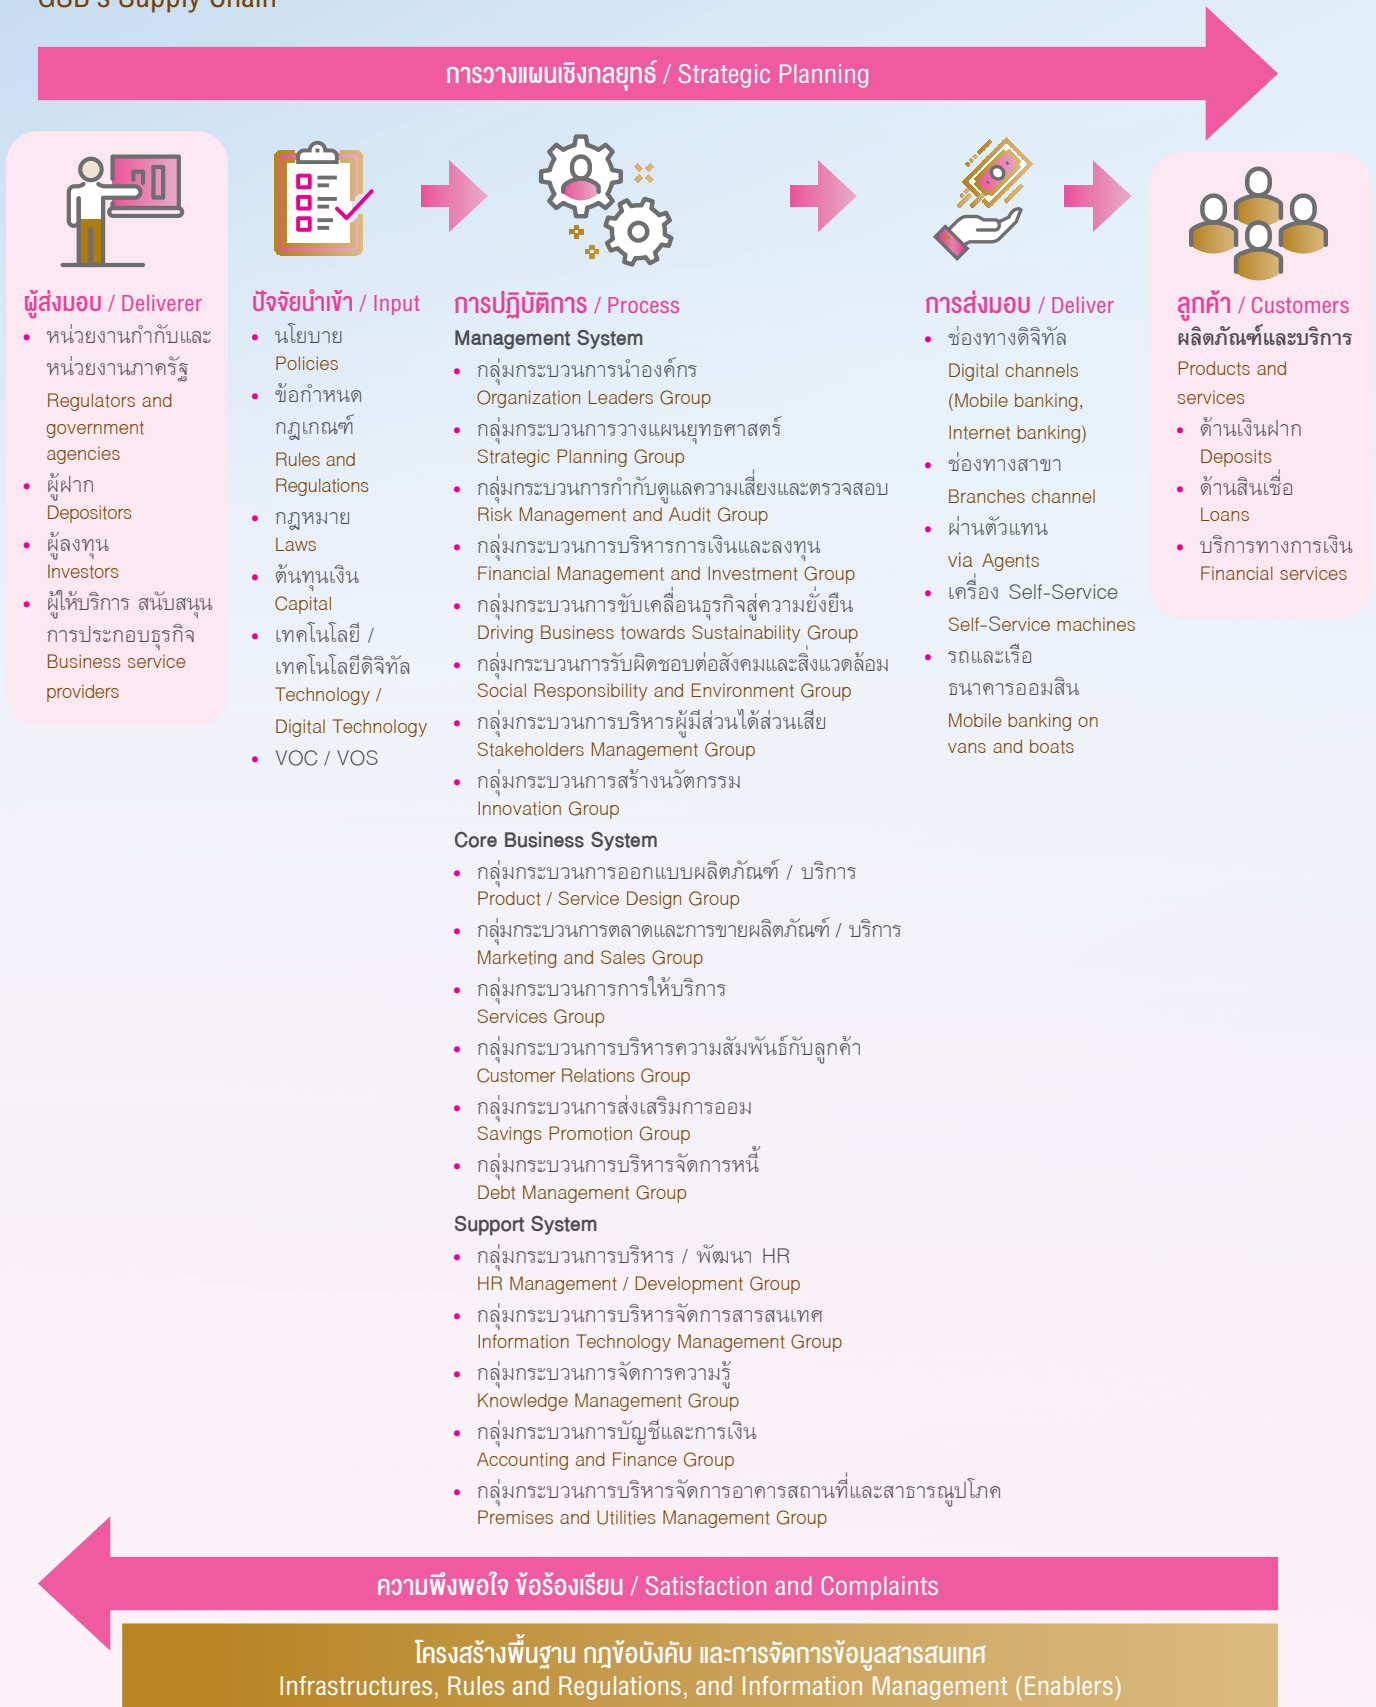 GSB's Supply Chain
การวางแผนเชิงกลยุทธ์ / Strategic Planning
ผู้ส่งมอบ / Deliverer
• หน่วยงานกำกับและ
หน่วยงานภาครัฐ
Regulators and
government
agencies
• ผู้ฝาก
Depositors
• ผู้ลงทุน
Investors
• ผู้ให้บริการ สนับสนุน
การประกอบธุรกิจ
Business service
providers
ปัจจัยนำเข้า / Input
• นโยบาย
Policies
• ข้อกำหนด
กฎเกณฑ์
Rules and
Regulations
• กฎหมาย
Laws
• ต้นทุนเงิน
Capital
• เทคโนโลยี /
เทคโนโลยีดิจิทัล
Technology /
Digital Technology
• VOC / VOS
การปฏิบัติการ / Process
Management System
• กลุ่มกระบวนการนำองค์กร
Organization Leaders Group
• กลุ่มกระบวนการวางแผนยุทธศาสตร์
Strategic Planning Group
• กลุ่มกระบวนการกำกับดูแลความเสี่ยงและตรวจสอบ
Risk Management and Audit Group
• กลุ่มกระบวนการบริหารการเงินและลงทุน
Financial Management and Investment Group
• กลุ่มกระบวนการขับเคลื่อนธุรกิจสู่ความยั่งยืน
Driving Business towards Sustainability Group
• กลุ่มกระบวนการรับผิดชอบต่อสังคมและสิ่งแวดล้อม
Social Responsibility and Environment Group
• กลุ่มกระบวนการบริหารผู้มีส่วนได้ส่วนเสีย
Stakeholders Management Group
• กลุ่มกระบวนการสร้างนวัตกรรม
Innovation Group
Core Business System
• กลุ่มกระบวนการออกแบบผลิตภัณฑ์ / บริการ
Product / Service Design Group
• กลุ่มกระบวนการตลาดและการขายผลิตภัณฑ์ / บริการ
Marketing and Sales Group
• กลุ่มกระบวนการการให้บริการ
Services Group
• กลุ่มกระบวนการบริหารความสัมพันธ์กับลูกค้า
Customer Relations Group
• กลุ่มกระบวนการส่งเสริมการออม
Savings Promotion Group
• กลุ่มกระบวนการบริหารจัดการหนี้
Debt Management Group
Support System
• กลุ่มกระบวนการบริหาร / พัฒนา HR
HR Management / Development Group
• กลุ่มกระบวนการบริหารจัดการสารสนเทศ
Information Technology Management Group
• กลุ่มกระบวนการจัดการความรู้
Knowledge Management Group
• กลุ่มกระบวนการบัญชีและการเงิน
Accounting and Finance Group
• กลุ่มกระบวนการบริหารจัดการอาคารสถานที่และสาธารณูปโภค
Premises and Utilities Management Group
การส่งมอบ / Deliver
• ช่องทางดิจิทัล
Digital channels
(Mobile banking,
Internet banking)
• ช่องทางสาขา
Branches channel
• ผ่านตัวแทน
via Agents
• เครื่อง Self-Service
Self-Service machines
• รถและเรือ
ธนาคารออมสิน
Mobile banking on
vans and boats
ลูกค้า / Customers
ผลิตภัณฑ์และบริการ
Products and
services
• ด้านเงินฝาก
Deposits
• ด้านสินเชื่อ
Loans
• บริการทางการเงิน
Financial services
ความพึงพอใจ ข้อร้องเรียน / Satisfaction and Complaints
โครงสร้างพื้นฐาน กฎข้อบังคับ และการจัดการข้อมูลสารสนเทศ
Infrastructures, Rules and Regulations, and Information Management (Enablers)